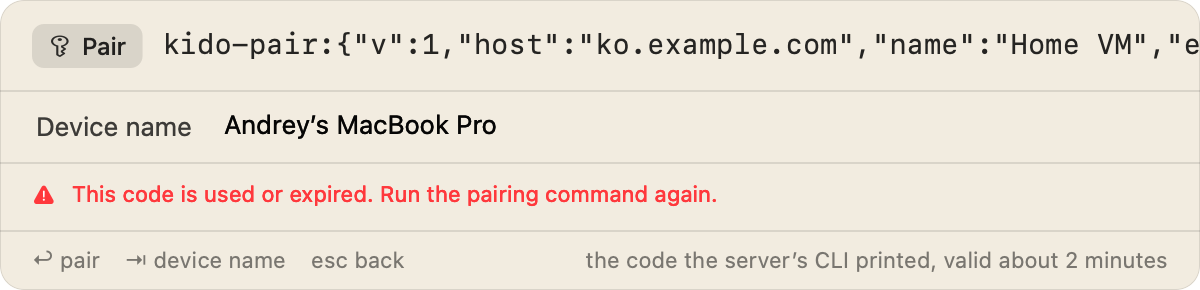 Pair kido-pair:{"v":1,"host":"ko.example.com","name":"Home VM","e
Device name Andrey’s MacBook Pro
This code is used or expired. Run the pairing command again.
↩ pair ⇥ device name esc back the code the server’s CLI printed, valid about 2 minutes